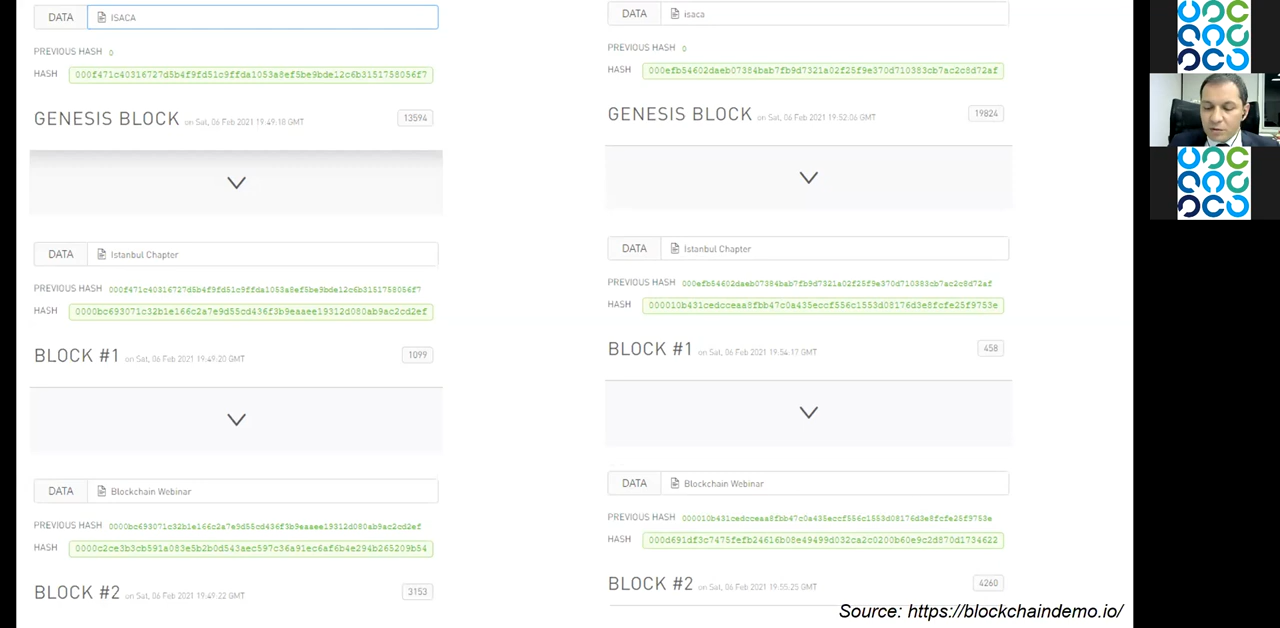 DATA ISACA
PREVIOUS HASH 0
HASH 000f471c40316727d5b4f9fd51c9ffda1053a8ef5be9bde12c6b3151758056f7
GENESIS BLOCK on Sat, 06 Feb 2021 19:49:18 GMT 13594
DATA Istanbul Chapter
PREVIOUS HASH 000f471c40316727d5b4f9fd51c9ffda1053a8ef5be9bde12c6b3151758056f7
HASH 0000bc693071c32b1e166c2a7e9d55cd436f3b9eaaee19312d080ab9ac2cd2ef
BLOCK #1 on Sat, 06 Feb 2021 19:49:20 GMT 1099
DATA Blockchain Webinar
PREVIOUS HASH 0000bc693071c32b1e166c2a7e9d55cd436f3b9eaaee19312d080ab9ac2cd2ef
HASH 0000c2ce3b3cb591a083e5b2b0d543aec597c36a91ec6af6b4e294b265209b54
BLOCK #2 on Sat, 06 Feb 2021 19:49:22 GMT 3153
DATA isaca
PREVIOUS HASH 0
HASH 000efb54602daeb07384bab7fb9d7321a02f25f9e370d710383cb7ac2c8d72af
GENESIS BLOCK on Sat, 06 Feb 2021 19:52:06 GMT 19824
DATA Istanbul Chapter
PREVIOUS HASH 000efb54602daeb07384bab7fb9d7321a02f25f9e370d710383cb7ac2c8d72af
HASH 000010b431cedcceaa8fbb47c0a435eccf556c1553d08176d3e8fcfe25f9753e
BLOCK #1 on Sat, 06 Feb 2021 19:54:17 GMT 458
DATA Blockchain Webinar
PREVIOUS HASH 000010b431cedcceaa8fbb47c0a435eccf556c1553d08176d3e8fcfe25f9753e
HASH 000d691df3c7475fefb24616b08e49499d032ca2c0200b60e9c2d870d1734622
BLOCK #2 on Sat, 06 Feb 2021 19:55:25 GMT 4260
Source: https://blockchaindemo.io/